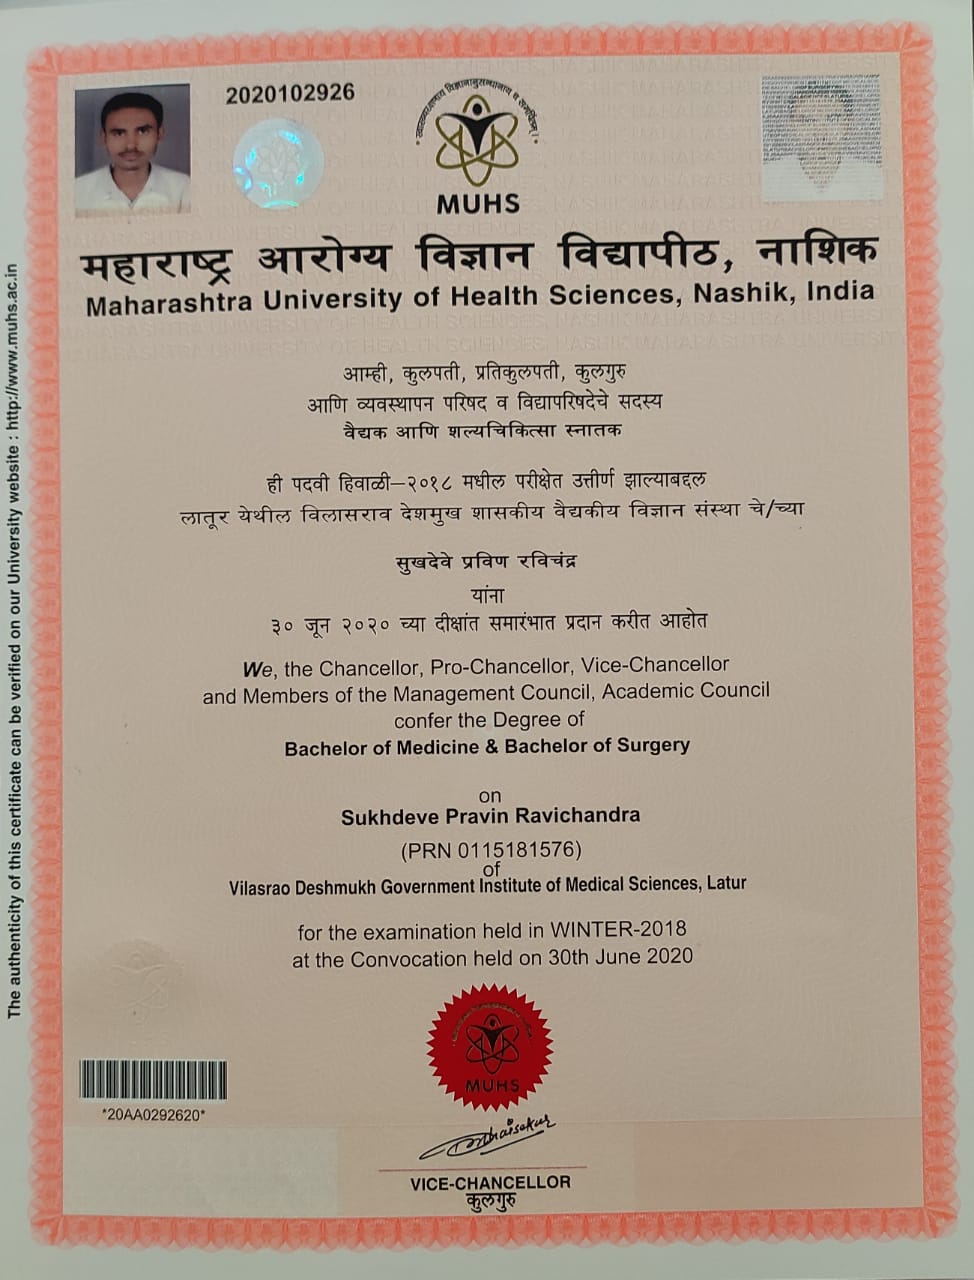 2020102926
स्वास्थ्यरक्षणाय विज्ञानानुसन्धानाय च समर्पितम्।
MUHS
महाराष्ट्र आरोग्य विज्ञान विद्यापीठ, नाशिक
Maharashtra University of Health Sciences, Nashik, India
आम्ही, कुलपती, प्रतिकुलपती, कुलगुरु
आणि व्यवस्थापन परिषद व विद्यापरिषदेचे सदस्य
वैद्यक आणि शल्यचिकित्सा स्नातक
ही पदवी हिवाळी–२०१८ मधील परीक्षेत उत्तीर्ण झाल्याबद्दल
लातूर येथील विलासराव देशमुख शासकीय वैद्यकीय विज्ञान संस्था चे/च्या
सुखदेवे प्रविण रविचंद्र
यांना
३० जून २०२० च्या दीक्षांत समारंभात प्रदान करीत आहोत
We, the Chancellor, Pro-Chancellor, Vice-Chancellor
and Members of the Management Council, Academic Council
confer the Degree of
Bachelor of Medicine & Bachelor of Surgery
on
Sukhdeve Pravin Ravichandra
(PRN 0115181576)
of
Vilasrao Deshmukh Government Institute of Medical Sciences, Latur
for the examination held in WINTER-2018
at the Convocation held on 30th June 2020
MUHS
*20AA0292620*
VICE-CHANCELLOR
कुलगुरु
The authenticity of this certificate can be verified on our University website : http://www.muhs.ac.in